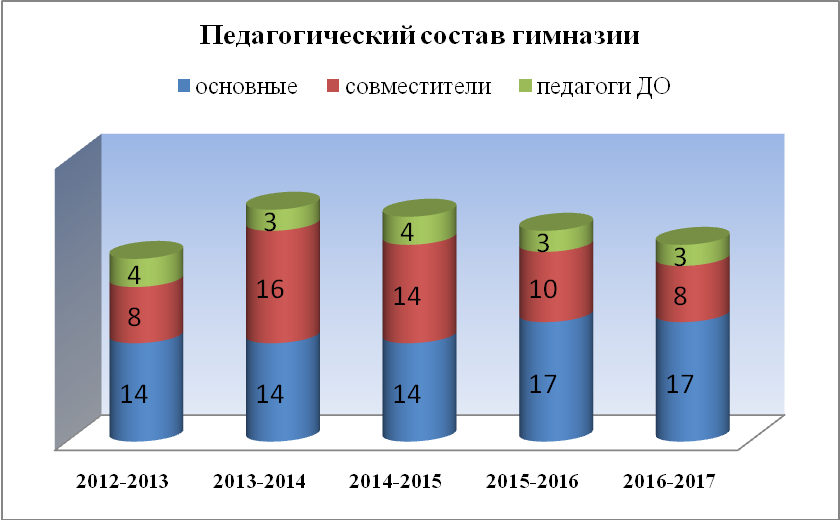 Педагогический состав гимназии
основные совместители педагоги ДО
4 3 4 3 3
8 16 14 10 8
14 14 14 17 17
2012-2013 2013-2014 2014-2015 2015-2016 2016-2017